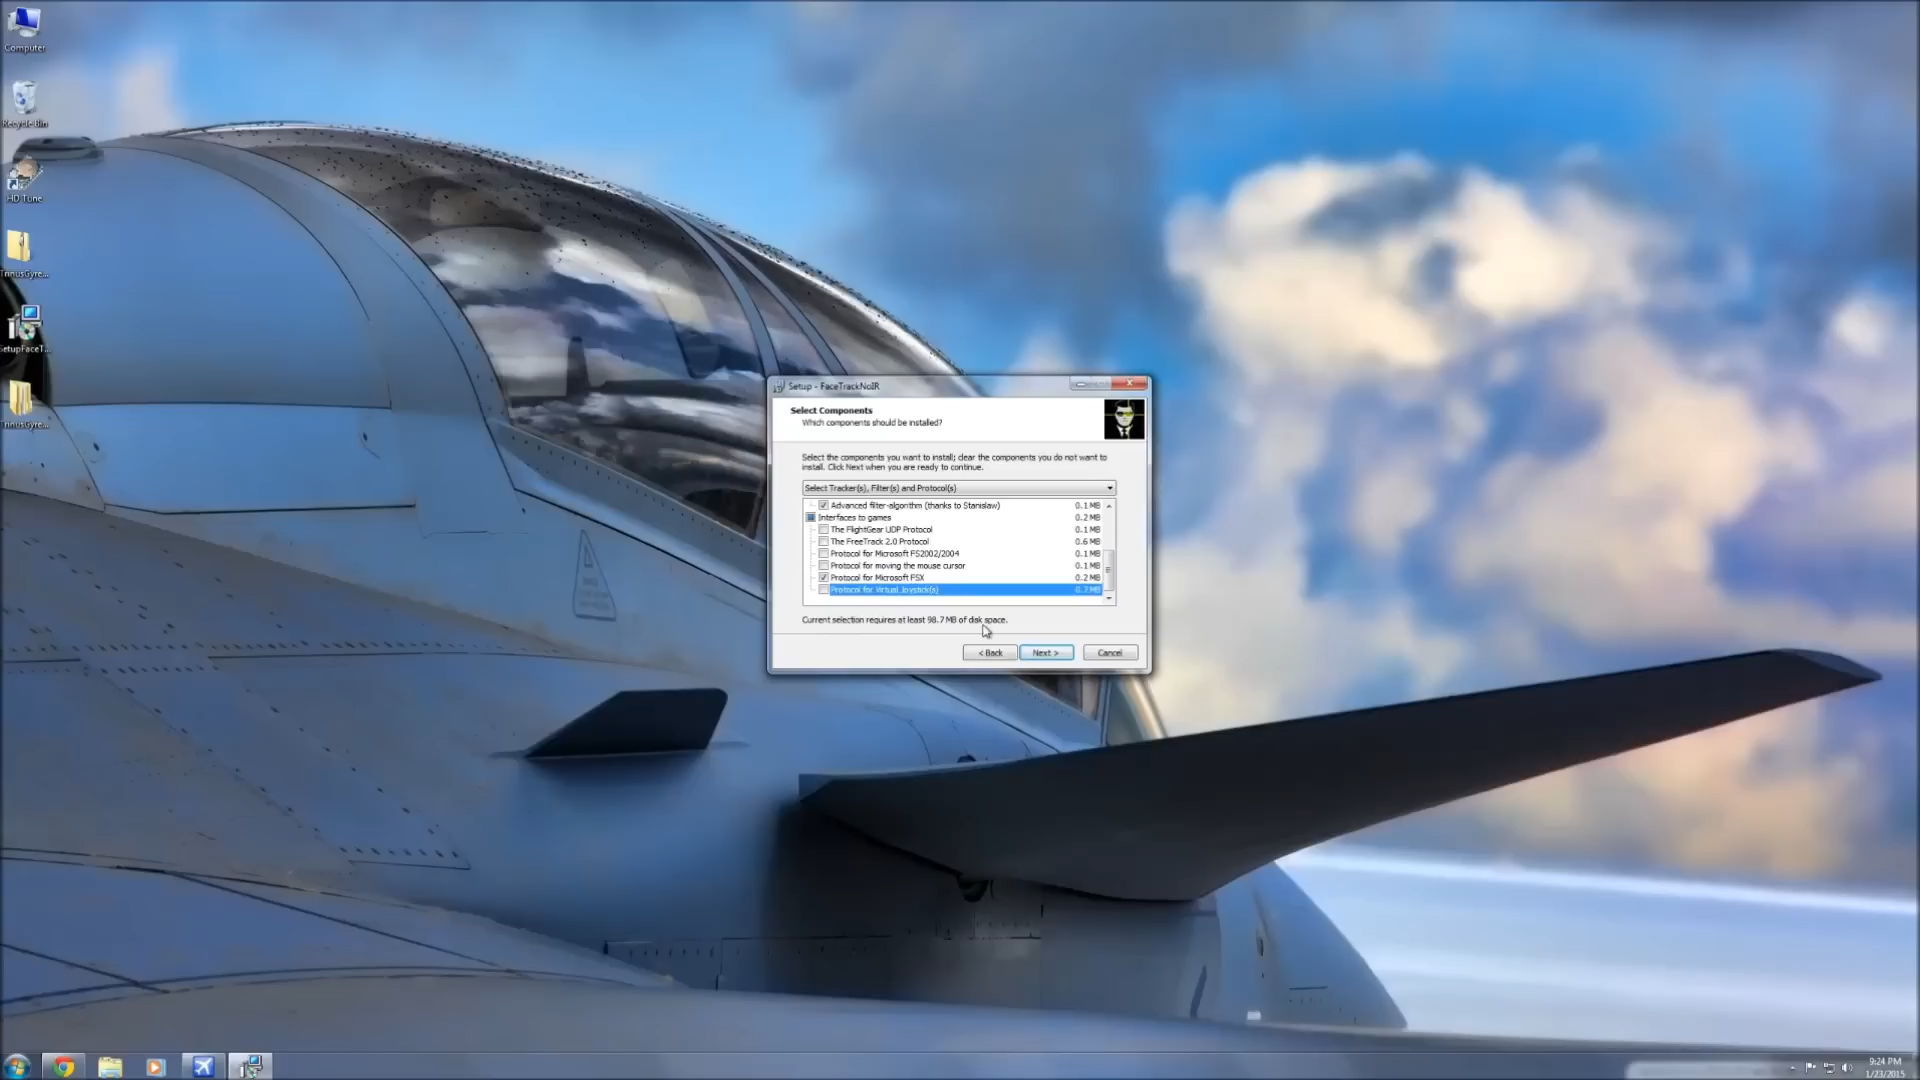 Computer
Recycle Bin
HD Tune
TrinusGyre...
SetupFaceT...
TrinusGyre...
Setup - FaceTrackNoIR
Select Components
Which components should be installed?
Select the components you want to install; clear the components you do not want to
install. Click Next when you are ready to continue.
Select Tracker(s), Filter(s) and Protocol(s)
Advanced filter-algorithm (thanks to Stanislaw) 0.1 MB
Interfaces to games 0.2 MB
The FlightGear UDP Protocol 0.1 MB
The FreeTrack 2.0 Protocol 0.6 MB
Protocol for Microsoft FS2002/2004 0.1 MB
Protocol for moving the mouse cursor 0.1 MB
Protocol for Microsoft FSX 0.2 MB
Protocol for Virtual Joystick(s) 0.7 MB
Current selection requires at least 98.7 MB of disk space.
< Back Next > Cancel
9:24 PM
1/23/2015